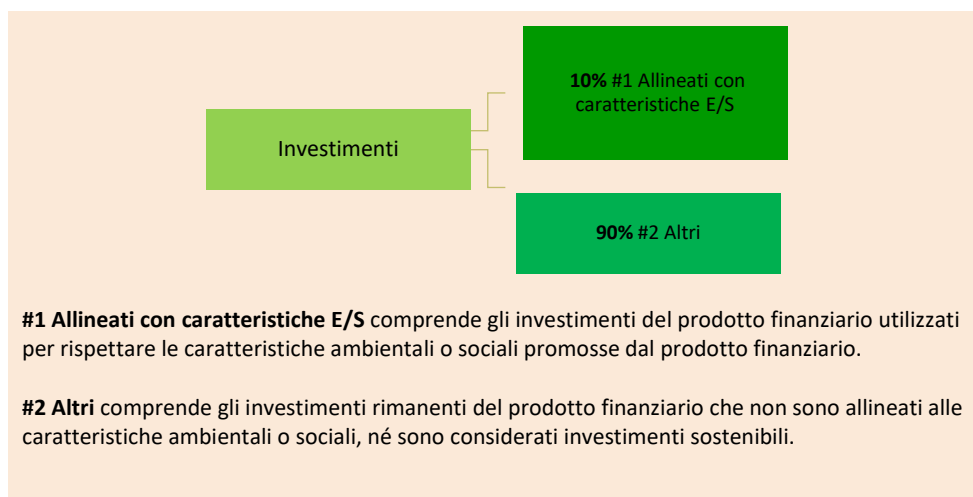 10% #1 Allineati con
caratteristiche E/S
Investimenti
90% #2 Altri
#1 Allineati con caratteristiche E/S comprende gli investimenti del prodotto finanziario utilizzati
per rispettare le caratteristiche ambientali o sociali promosse dal prodotto finanziario.
#2 Altri comprende gli investimenti rimanenti del prodotto finanziario che non sono allineati alle
caratteristiche ambientali o sociali, né sono considerati investimenti sostenibili.